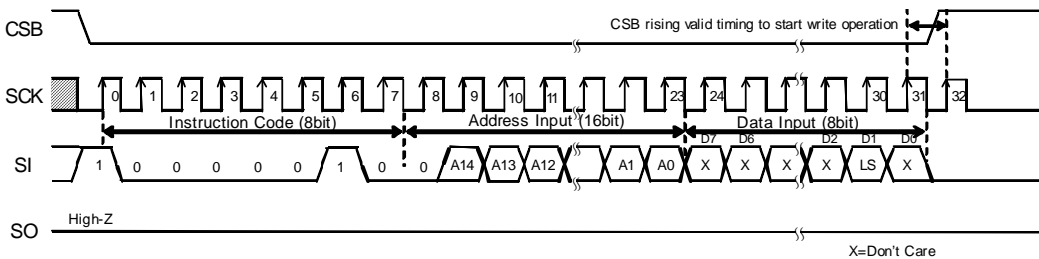 CSB rising valid timing to start write operation
CSB
SCK 0 1 2 3 4 5 6 7 8 9 10 11 23 24 30 31 32
Instruction Code (8bit) Address Input (16bit) Data Input (8bit)
D7 D6 D2 D1 D0
SI 1 0 0 0 0 0 1 0 0 A14 A13 A12 A1 A0 X X X X LS X
High-Z
SO
X=Don't Care